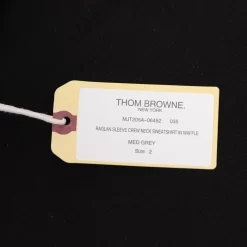 THOM BROWNE.
NEW YORK
MJT205A-06492 035
RAGLAN SLEEVE CREW NECK SWEATSHIRT IN WAFFLE
MED GREY
Size 2